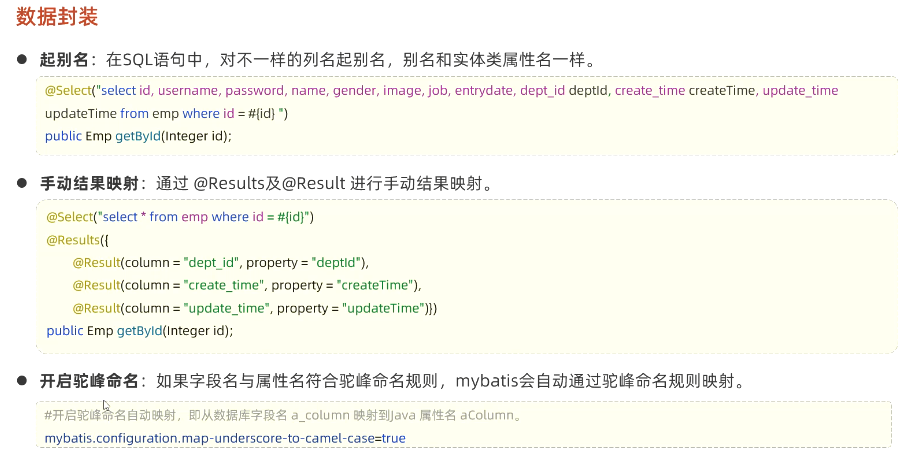 数据封装
● 起别名：在SQL语句中，对不一样的列名起别名，别名和实体类属性名一样。
@Select("select id, username, password, name, gender, image, job, entrydate, dept_id deptId, create_time createTime, update_time
updateTime from emp where id = #{id} ")
public Emp getById(Integer id);
● 手动结果映射：通过 @Results及@Result 进行手动结果映射。
@Select("select * from emp where id = #{id}")
@Results({
@Result(column = "dept_id", property = "deptId"),
@Result(column = "create_time", property = "createTime"),
@Result(column = "update_time", property = "updateTime")})
public Emp getById(Integer id);
● 开启驼峰命名：如果字段名与属性名符合驼峰命名规则，mybatis会自动通过驼峰命名规则映射。
#开启驼峰命名自动映射，即从数据库字段名 a_column 映射到Java 属性名 aColumn。
mybatis.configuration.map-underscore-to-camel-case=true